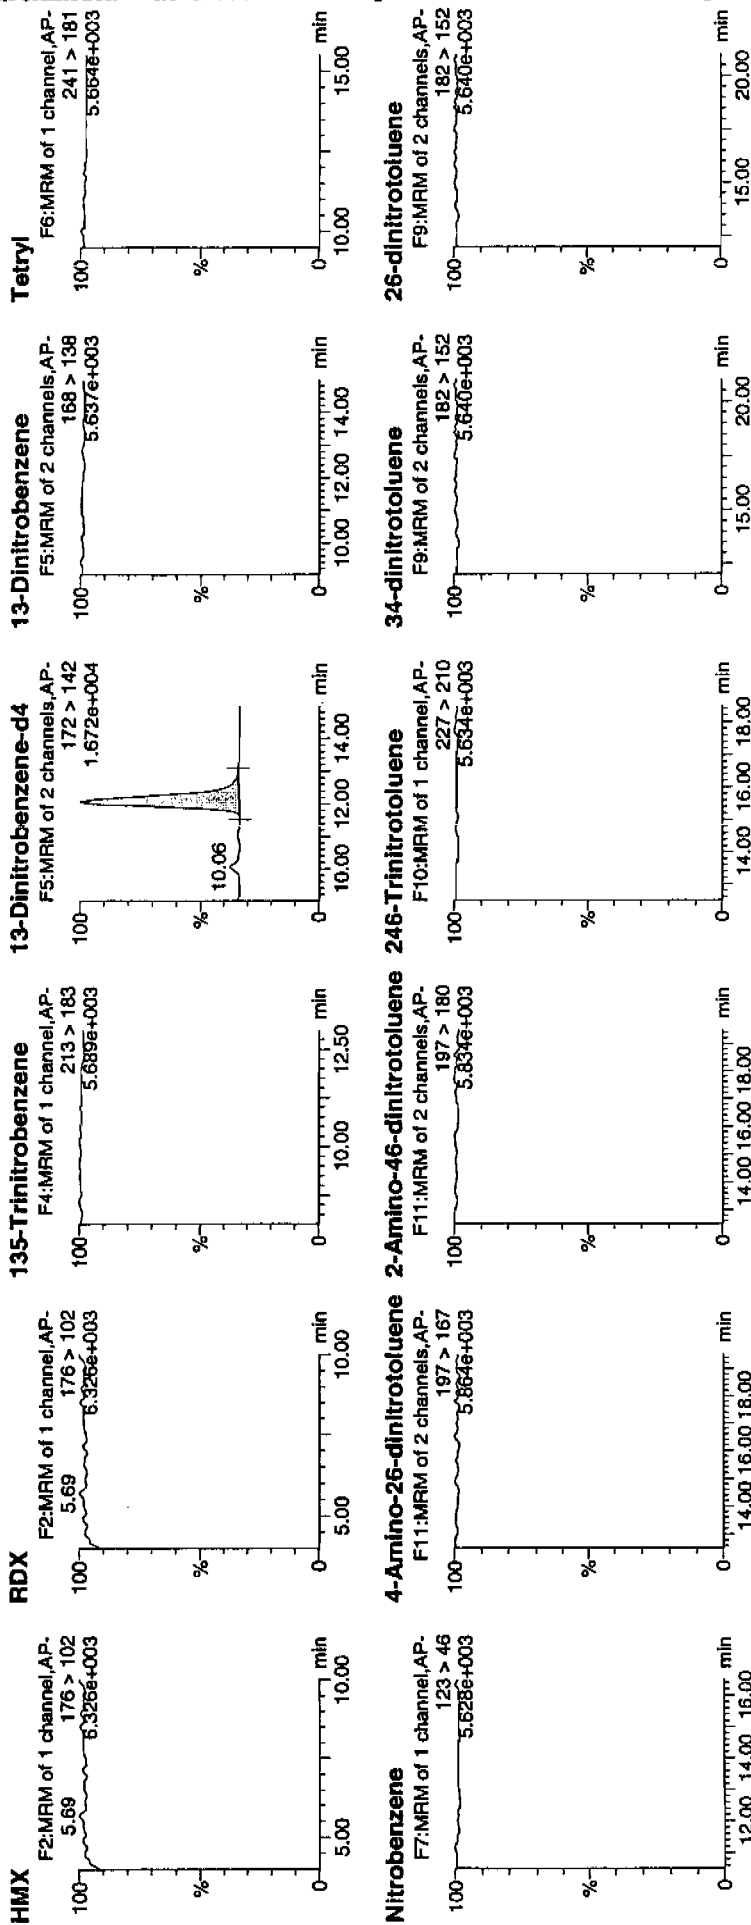 HMX
F2:MRM of 1 channel,AP-
176 > 102
6.326e+003
5.69
100
%
0
5.00
10.00
min
RDX
F2:MRM of 1 channel,AP-
176 > 102
6.326e+003
5.69
100
%
0
5.00
10.00
min
135-Trinitrobenzene
F4:MRM of 1 channel,AP-
213 > 183
5.689e+003
100
%
0
10.00
12.50
min
13-Dinitrobenzene-d4
F5:MRM of 2 channels,AP-
172 > 142
1.672e+004
10.06
100
%
0
10.00
12.00
14.00
min
13-Dinitrobenzene
F5:MRM of 2 channels,AP-
168 > 138
5.637e+003
100
%
0
10.00
12.00
14.00
min
Tetryl
F6:MRM of 1 channel,AP-
241 > 181
5.664e+003
100
%
0
10.00
15.00
min
Nitrobenzene
F7:MRM of 1 channel,AP-
123 > 46
5.628e+003
100
%
0
12.00
14.00
16.00
min
4-Amino-26-dinitrotoluene
F11:MRM of 2 channels,AP-
197 > 167
5.864e+003
100
%
0
14.00
16.00
18.00
min
2-Amino-46-dinitrotoluene
F11:MRM of 2 channels,AP-
197 > 180
5.834e+003
100
%
0
14.00
16.00
18.00
min
246-Trinitrotoluene
F10:MRM of 1 channel,AP-
227 > 210
5.634e+003
100
%
0
14.00
16.00
18.00
min
34-dinitrotoluene
F9:MRM of 2 channels,AP-
182 > 152
5.640e+003
100
%
0
15.00
20.00
min
26-dinitrotoluene
F9:MRM of 2 channels,AP-
182 > 152
5.640e+003
100
%
0
15.00
20.00
min